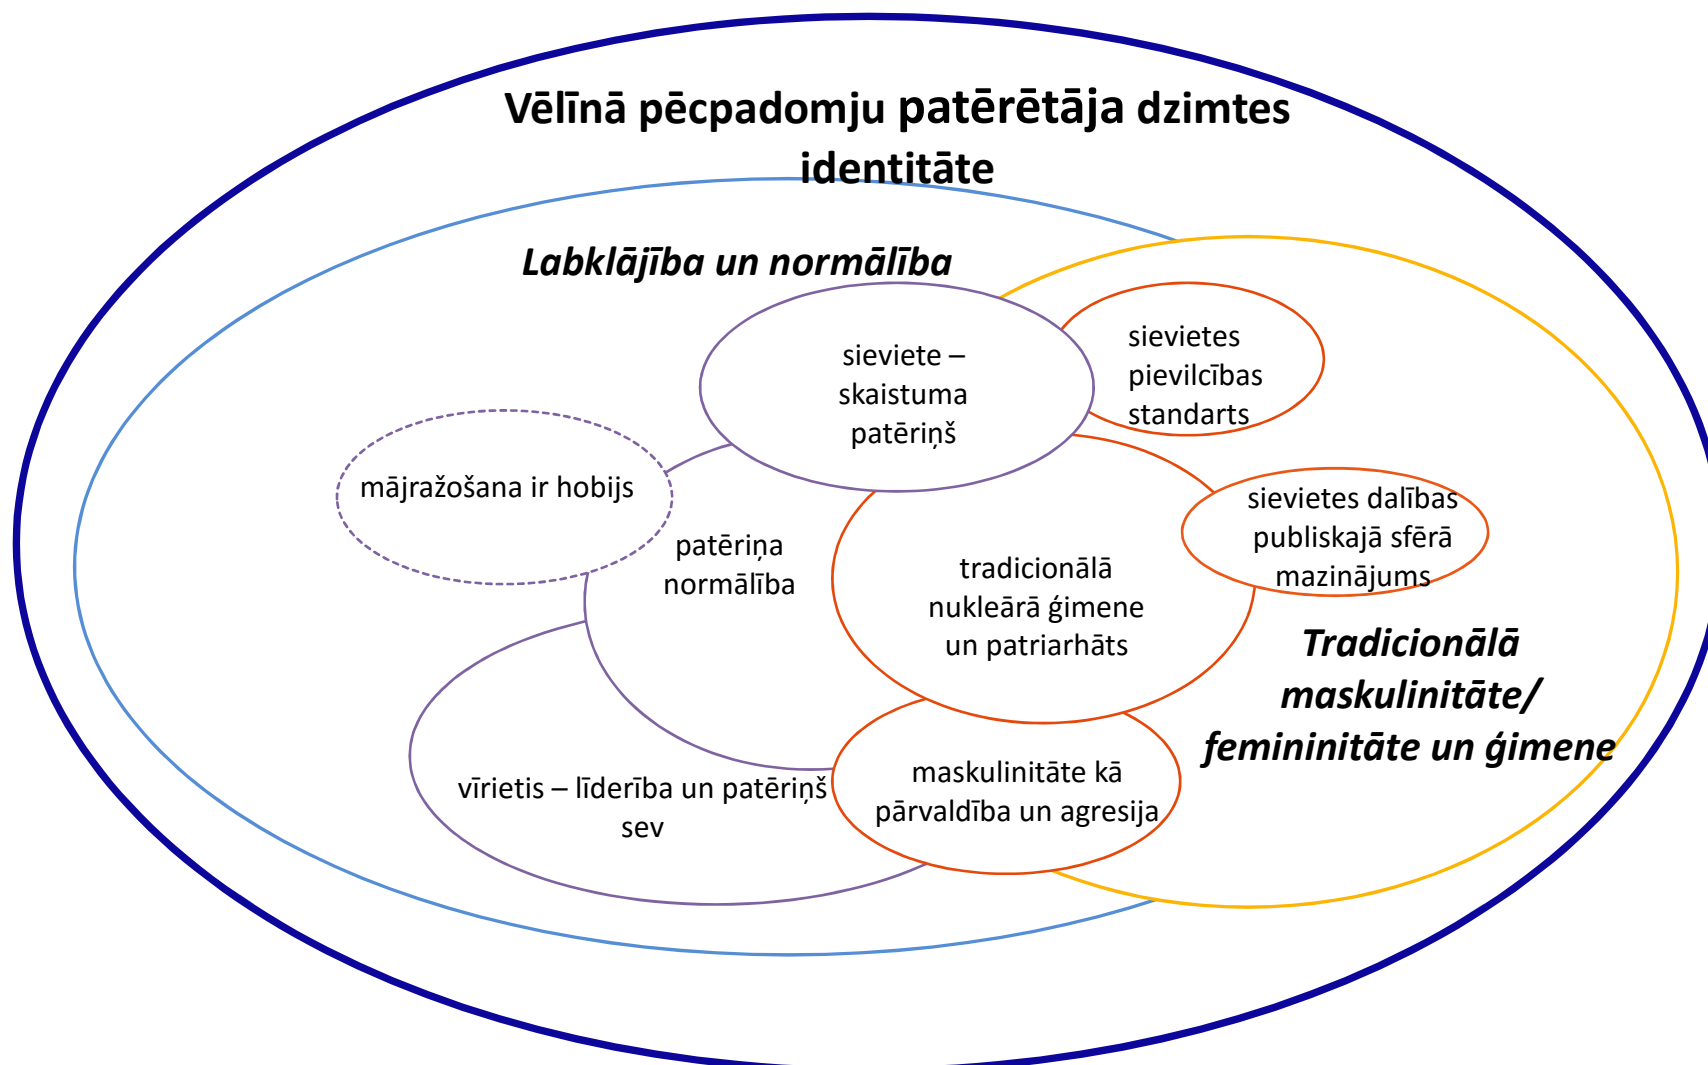 Vēlīnā pēcpadomju patērētāja dzimtes
identitāte
Labklājība un normālība
sieviete –
skaistuma
patēriņš
sievietes
pievilcības
standarts
mājražošana ir hobijs
sievietes dalības
publiskajā sfērā
mazinājums
patēriņa
normālība
tradicionālā
nukleārā ģimene
un patriarhāts
Tradicionālā
maskulinitāte/
femininitāte un ģimene
vīrietis – līderība un patēriņš
sev
maskulinitāte kā
pārvaldība un agresija